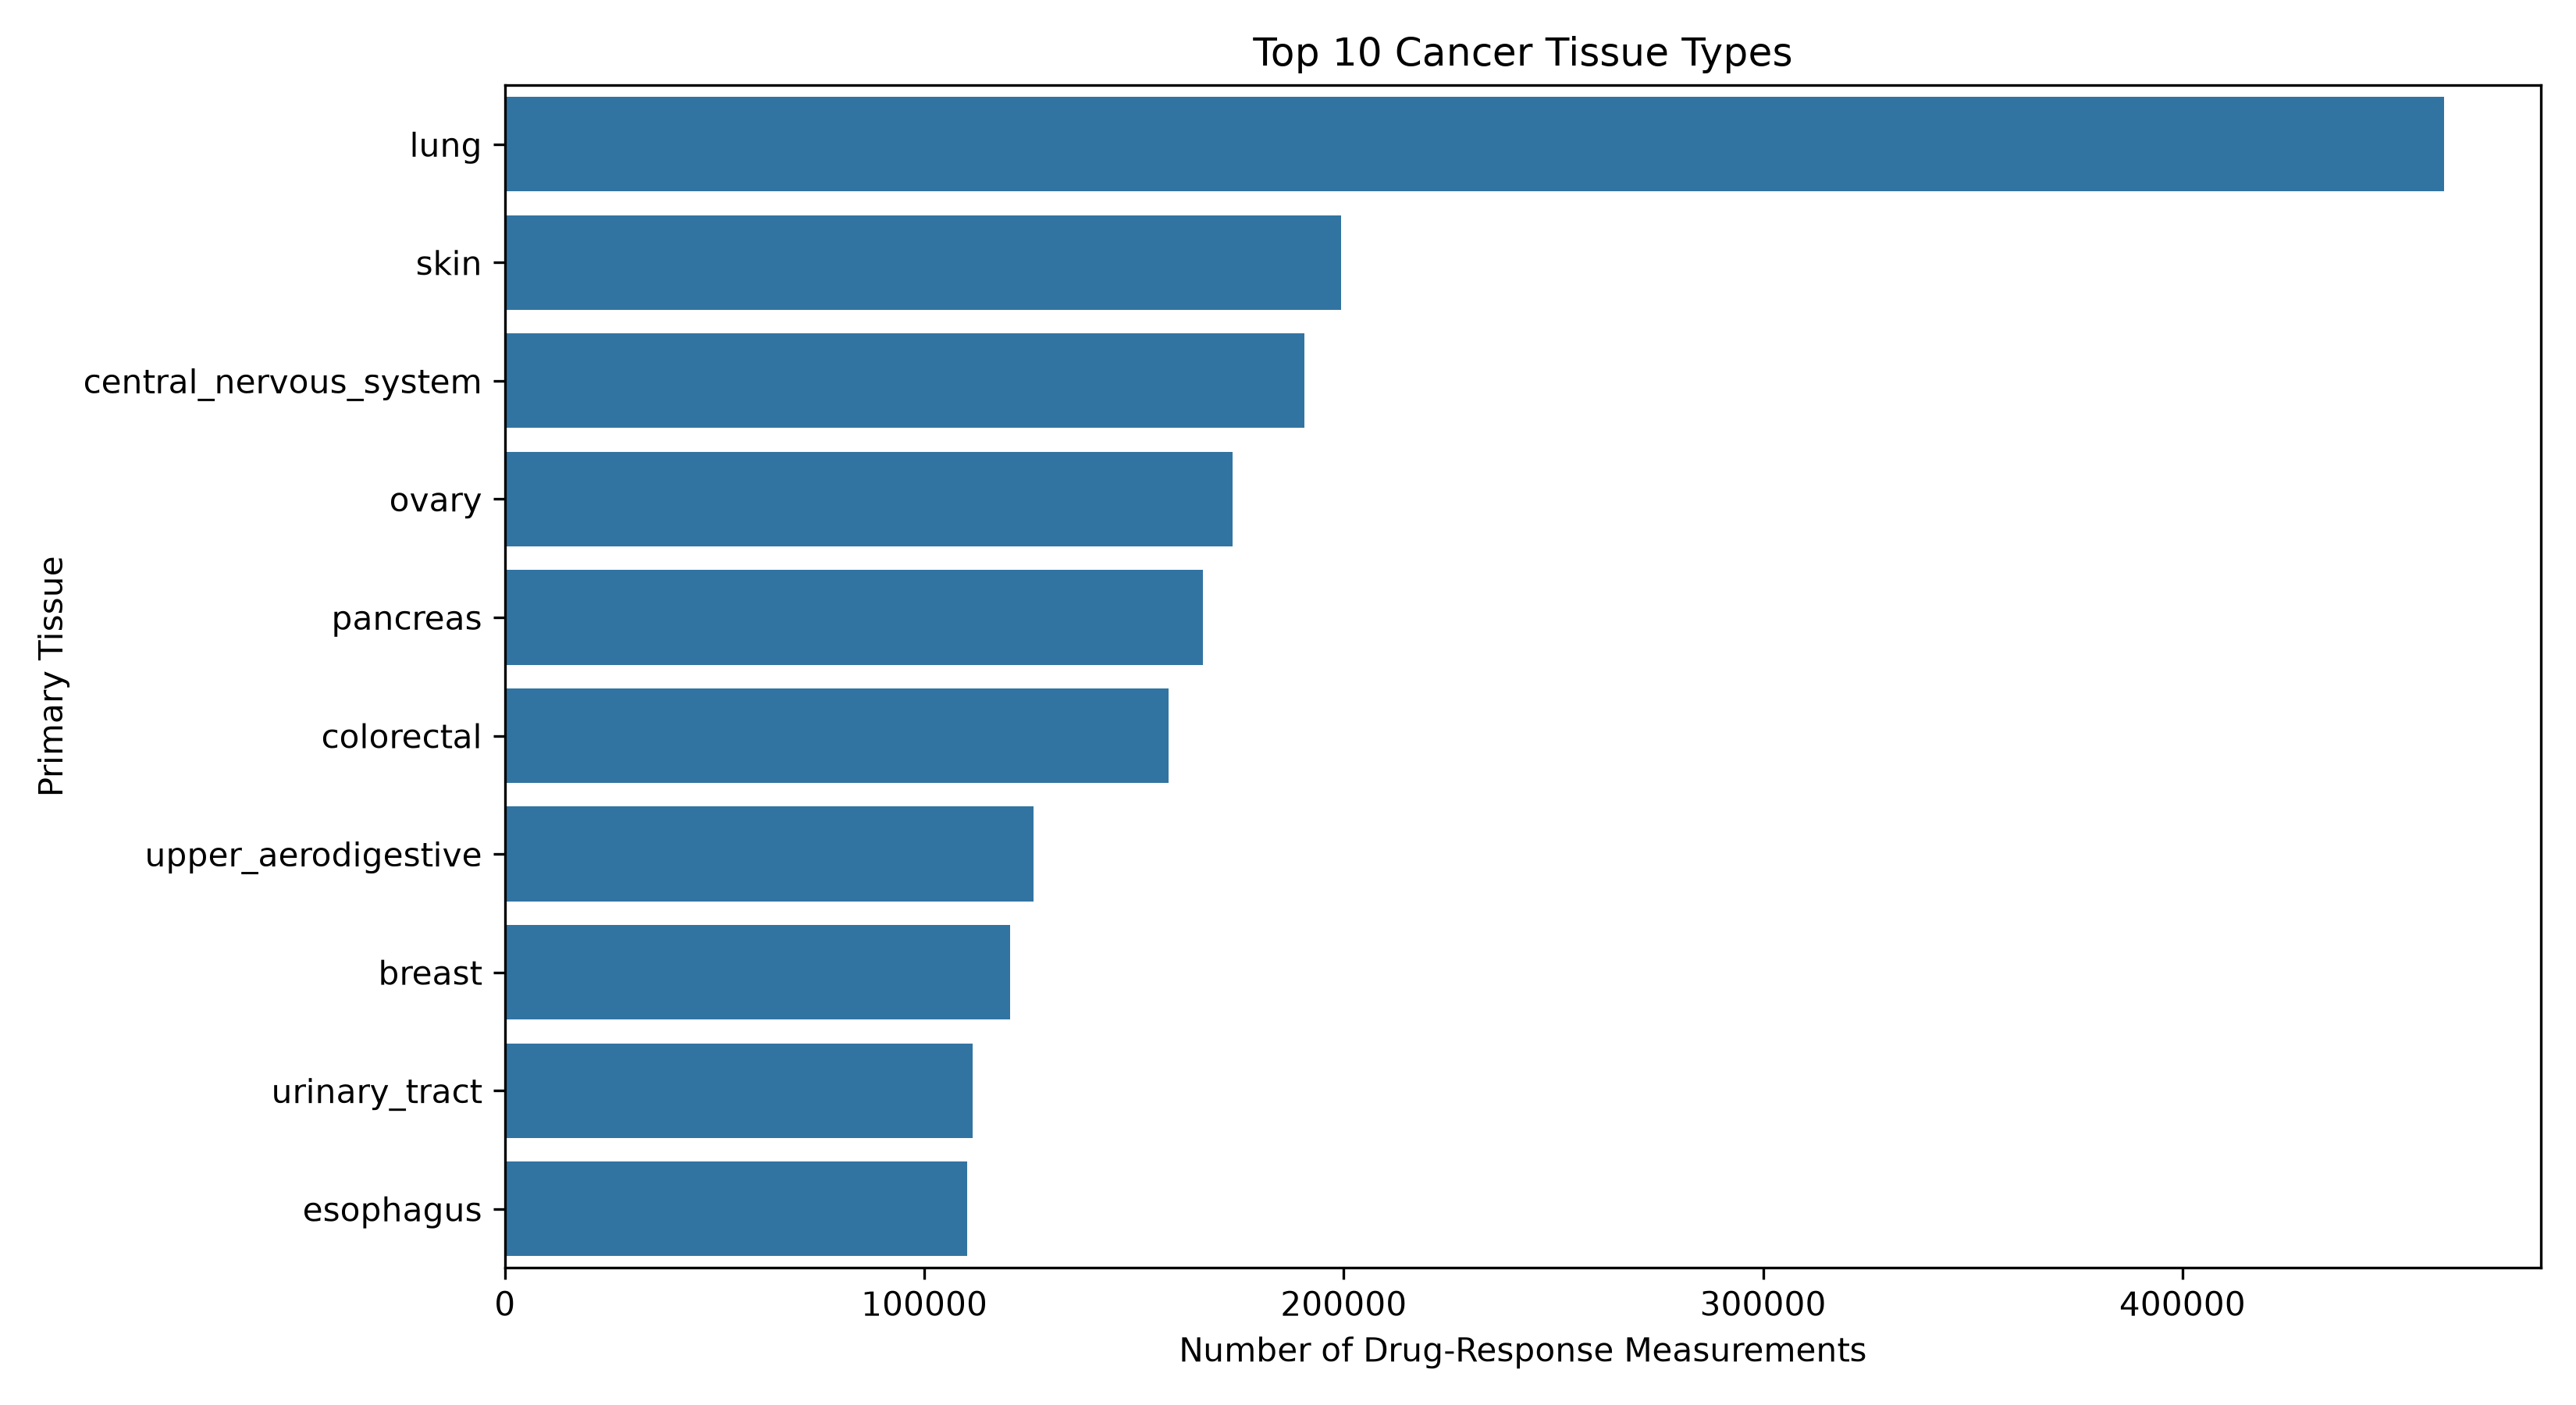 Top 10 Cancer Tissue Types
lung
skin
central_nervous_system
ovary
pancreas
colorectal
upper_aerodigestive
breast
urinary_tract
esophagus
Primary Tissue
0 100000 200000 300000 400000
Number of Drug-Response Measurements